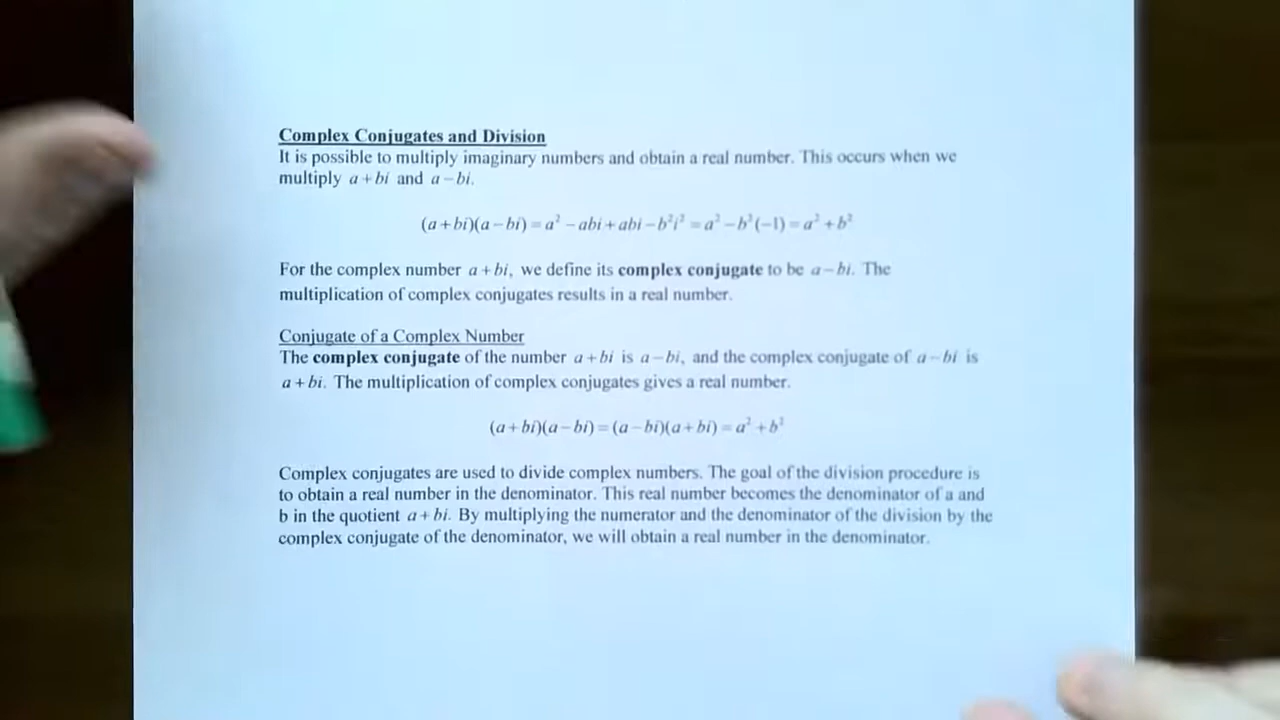 Complex Conjugates and Division
It is possible to multiply imaginary numbers and obtain a real number. This occurs when we
multiply a + bi and a – bi.
(a + bi)(a – bi) = a² – abi + abi – b²i² = a² – b²(–1) = a² + b²
For the complex number a + bi, we define its complex conjugate to be a – bi. The
multiplication of complex conjugates results in a real number.
Conjugate of a Complex Number
The complex conjugate of the number a + bi is a – bi, and the complex conjugate of a – bi is
a + bi. The multiplication of complex conjugates gives a real number.
(a + bi)(a – bi) = (a – bi)(a + bi) = a² + b²
Complex conjugates are used to divide complex numbers. The goal of the division procedure is
to obtain a real number in the denominator. This real number becomes the denominator of a and
b in the quotient a + bi. By multiplying the numerator and the denominator of the division by the
complex conjugate of the denominator, we will obtain a real number in the denominator.